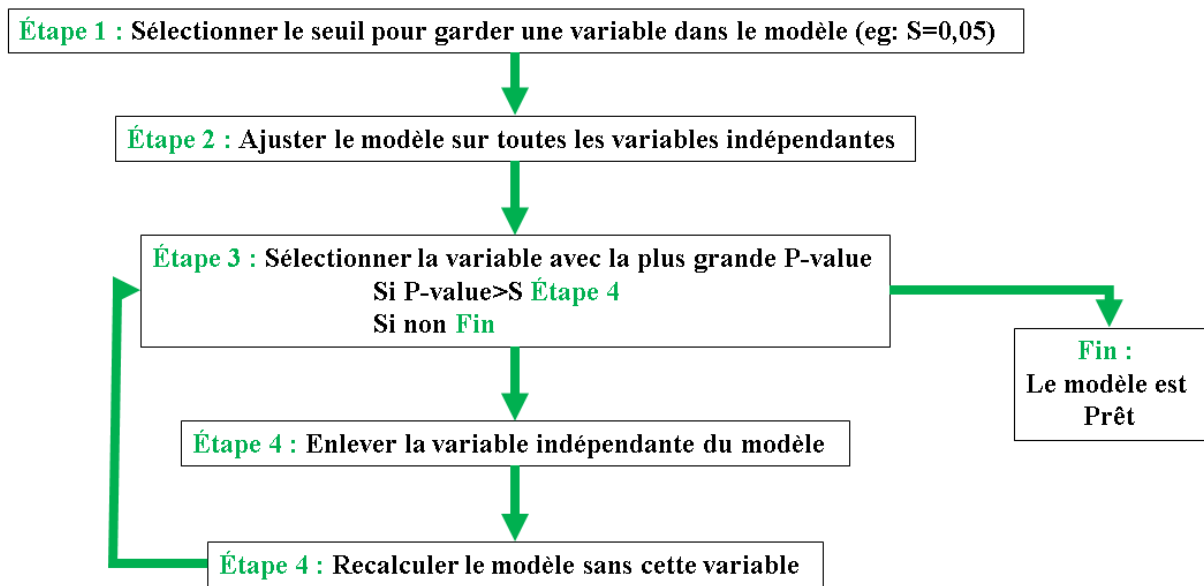 Étape 1 : Sélectionner le seuil pour garder une variable dans le modèle (eg: S=0,05)
Étape 2 : Ajuster le modèle sur toutes les variables indépendantes
Étape 3 : Sélectionner la variable avec la plus grande P-value
Si P-value>S Étape 4
Si non Fin
Fin :
Le modèle est
Prêt
Étape 4 : Enlever la variable indépendante du modèle
Étape 4 : Recalculer le modèle sans cette variable